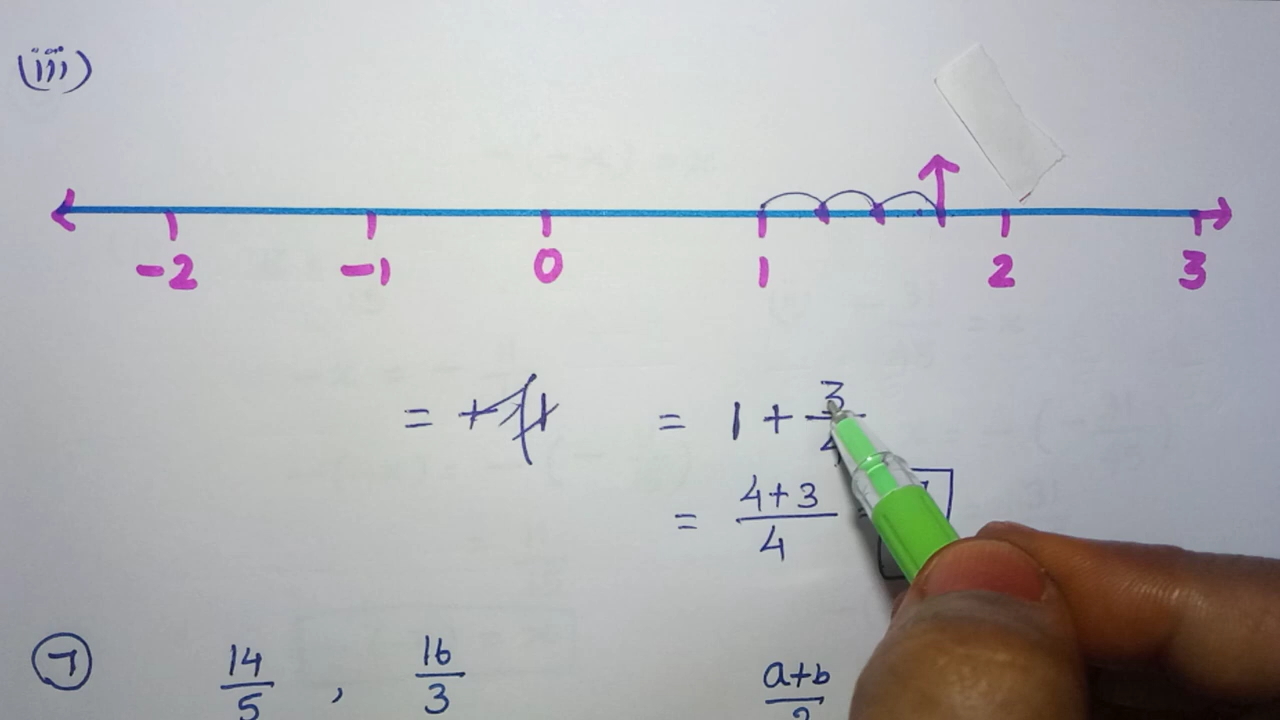 (iii)
-2 -1 0 1 2 3
= 1 + 3/4
= (4+3)/4 =
7 14/5 , 16/3 (a+b)/2